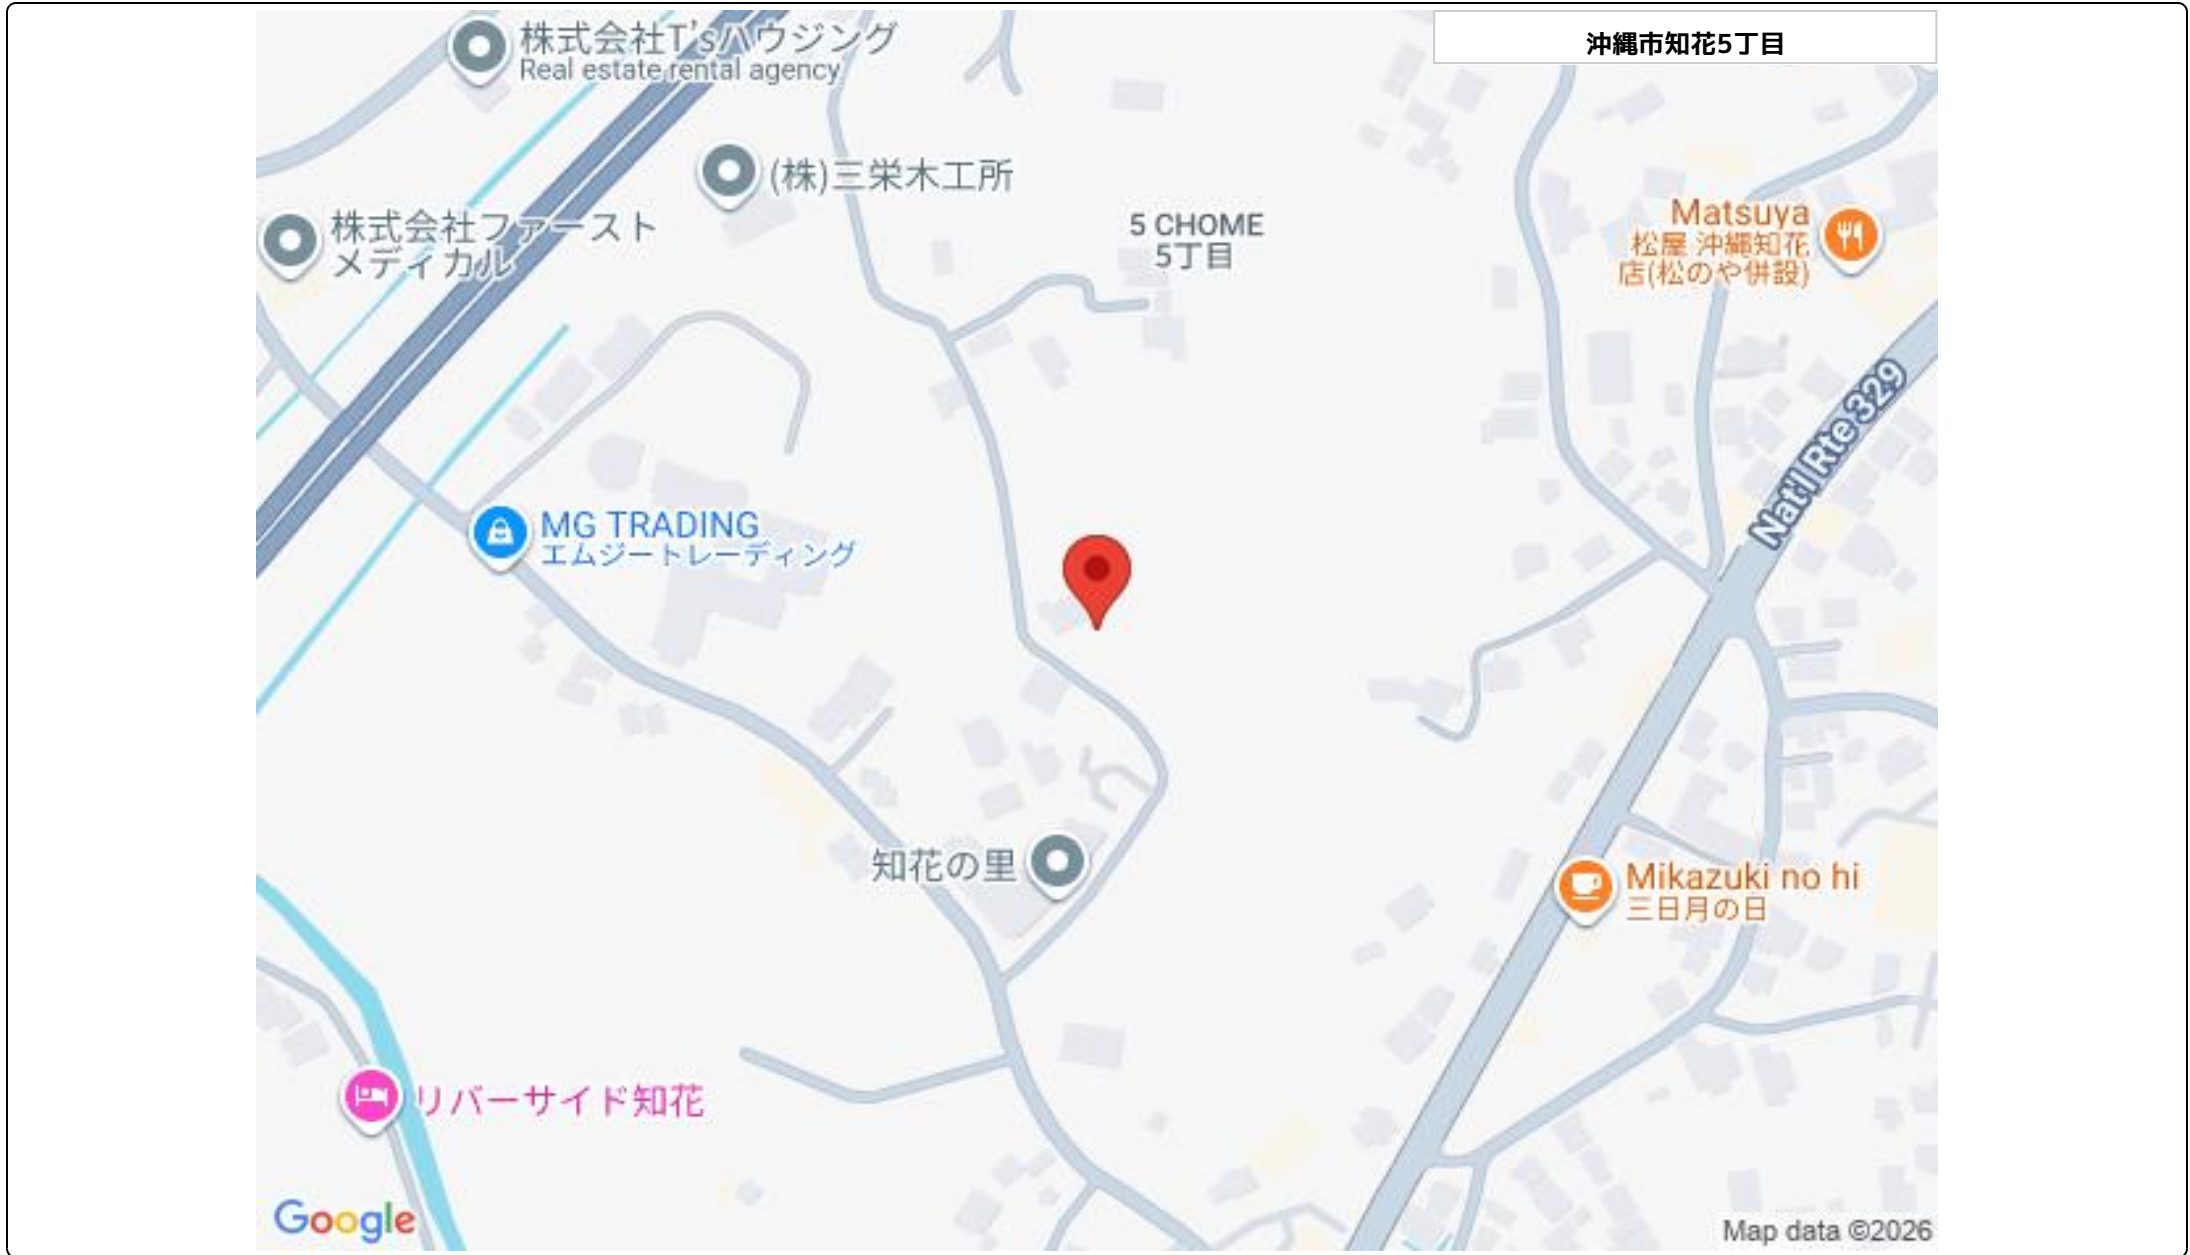 沖縄市知花5丁目
株式会社T'sハウジング
Real estate rental agency
(株)三栄木工所
株式会社ファースト
メディカル
5 CHOME
5丁目
Matsuya
松屋 沖縄知花
店(松のや併設)
Nat'l Rte 329
MG TRADING
エムジートレーディング
知花の里
Mikazuki no hi
三日月の日
リバーサイド知花
Google
Map data ©2026